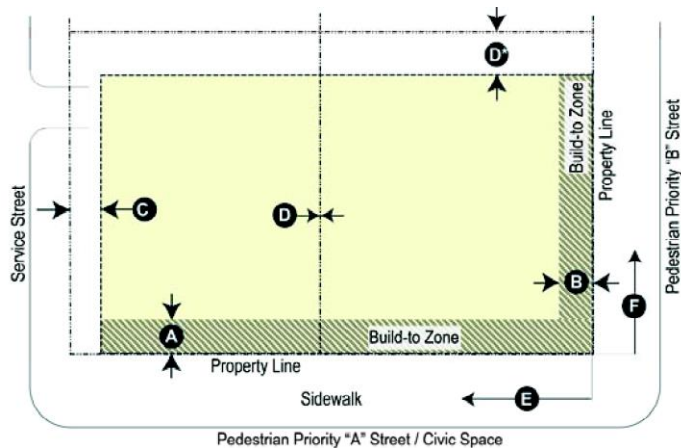 D*
Build-to Zone
Property Line
Pedestrian Priority "B" Street
Service Street
C
D
B
F
A
Build-to Zone
Property Line
Sidewalk
E
Pedestrian Priority "A" Street / Civic Space